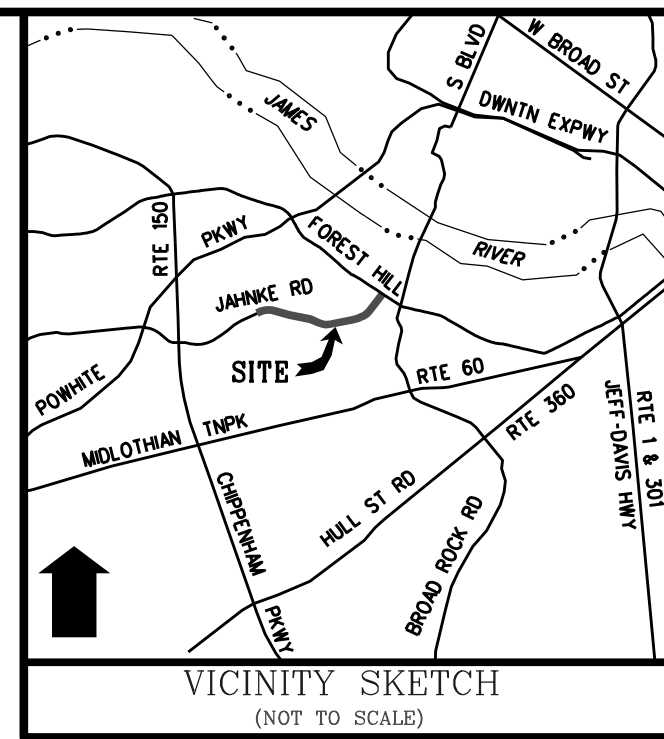 W BROAD ST
S BLVD
DWNTN EXPWY
JAMES
RTE 150
PKWY
FOREST HILL
RIVER
JAHNKE RD
SITE
RTE 60
POWHITE
RTE 360
JEFF-DAVIS HWY
RTE 1 & 301
MIDLOTHIAN TNPK
CHIPPENHAM
PKWY
HULL ST RD
BROAD ROCK RD
VICINITY SKETCH
(NOT TO SCALE)